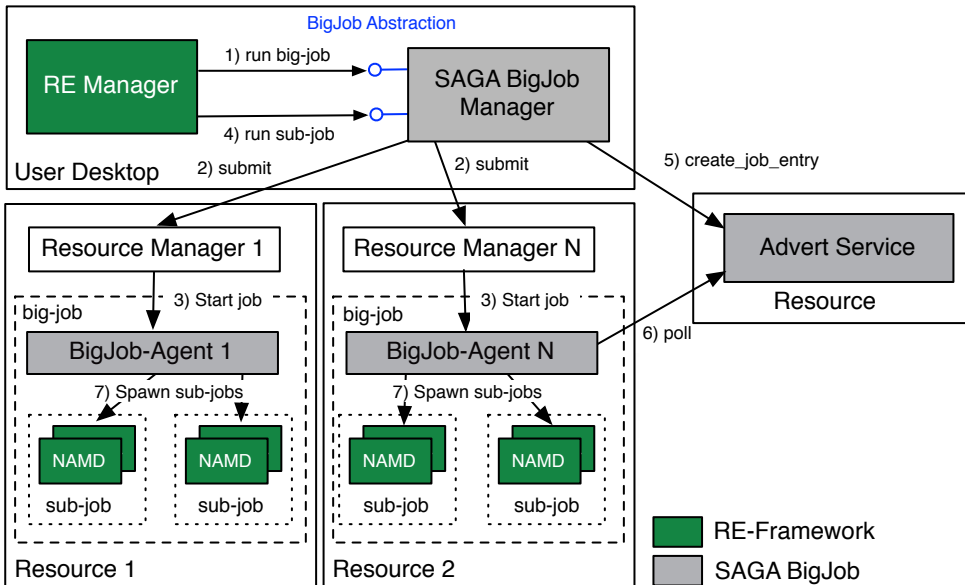 BigJob Abstraction
1) run big-job
RE Manager
SAGA BigJob
Manager
4) run sub-job
User Desktop
2) submit
2) submit
5) create_job_entry
Resource Manager 1
Resource Manager N
Advert Service
Resource
3) Start job
big-job
3) Start job
big-job
6) poll
BigJob-Agent 1
BigJob-Agent N
7) Spawn sub-jobs
7) Spawn sub-jobs
NAMD
NAMD
NAMD
NAMD
sub-job
sub-job
sub-job
sub-job
Resource 1
Resource 2
RE-Framework
SAGA BigJob